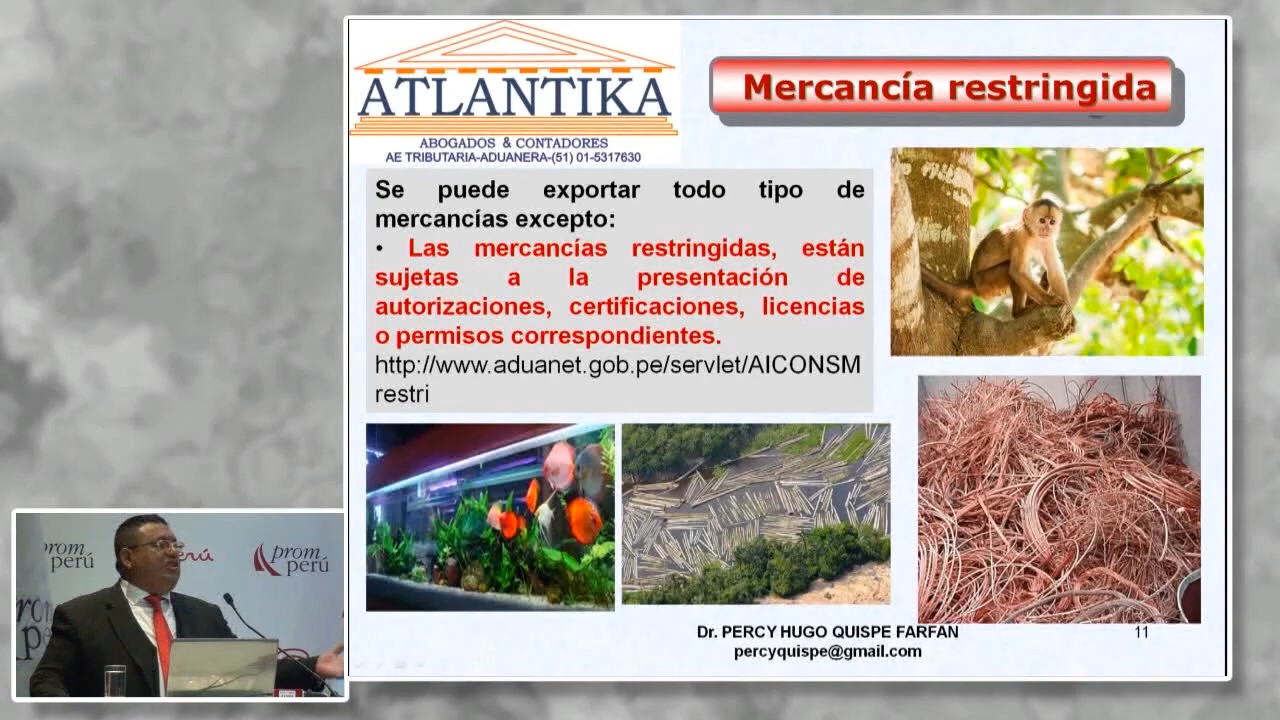 ATLANTIKA
ABOGADOS & CONTADORES
AE TRIBUTARIA-ADUANERA-(51) 01-5317630
Mercancía restringida
Se puede exportar todo tipo de
mercancías excepto:
• Las mercancías restringidas, están
sujetas a la presentación de
autorizaciones, certificaciones, licencias
o permisos correspondientes.
http://www.aduanet.gob.pe/servlet/AICONSM
restri
Dr. PERCY HUGO QUISPE FARFAN
percyquispe@gmail.com
11
prom
perú
prom
perú